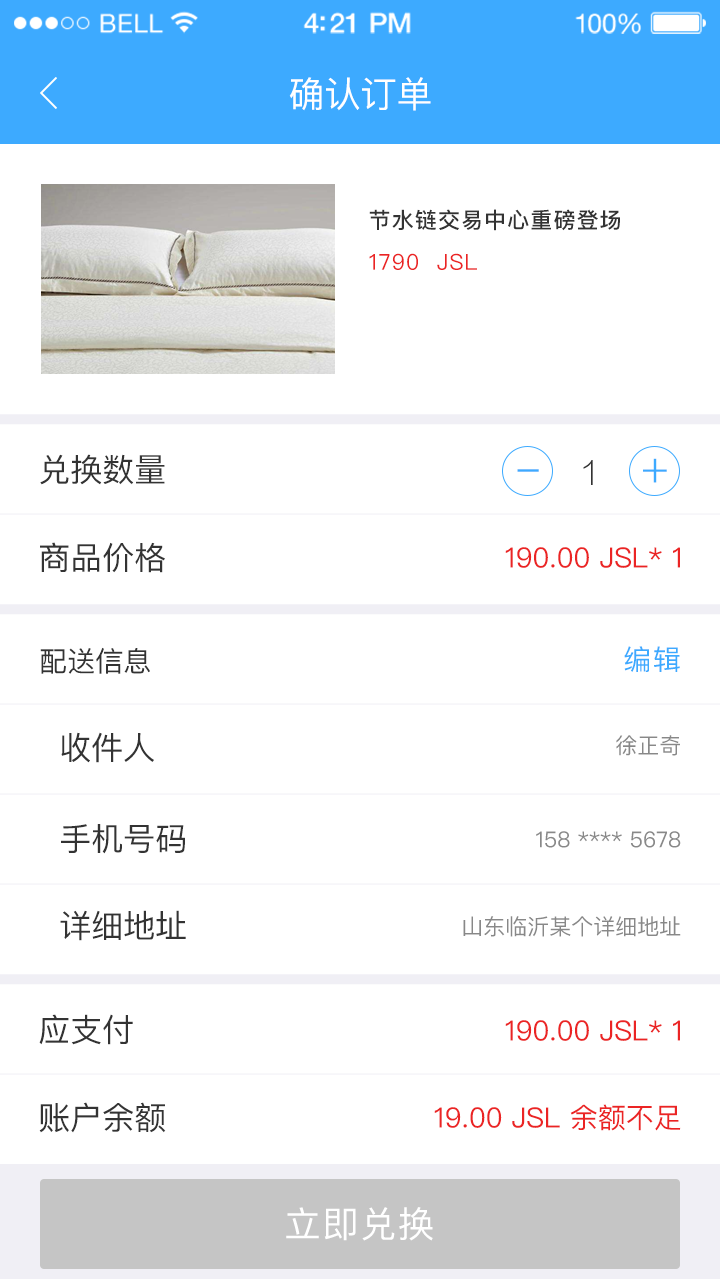 BELL 4:21 PM 100%
确认订单
节水链交易中心重磅登场
1790 JSL
兑换数量 1
商品价格 190.00 JSL* 1
配送信息 编辑
收件人 徐正奇
手机号码 158 **** 5678
详细地址 山东临沂某个详细地址
应支付 190.00 JSL* 1
账户余额 19.00 JSL 余额不足
立即兑换